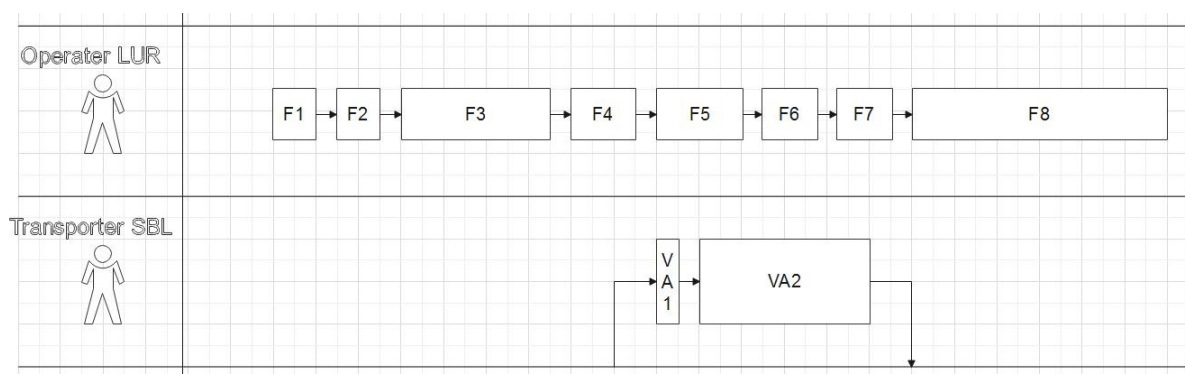 Operater LUR
F1 F2 F3 F4 F5 F6 F7 F8
Transporter SBL
V
A
1
VA2